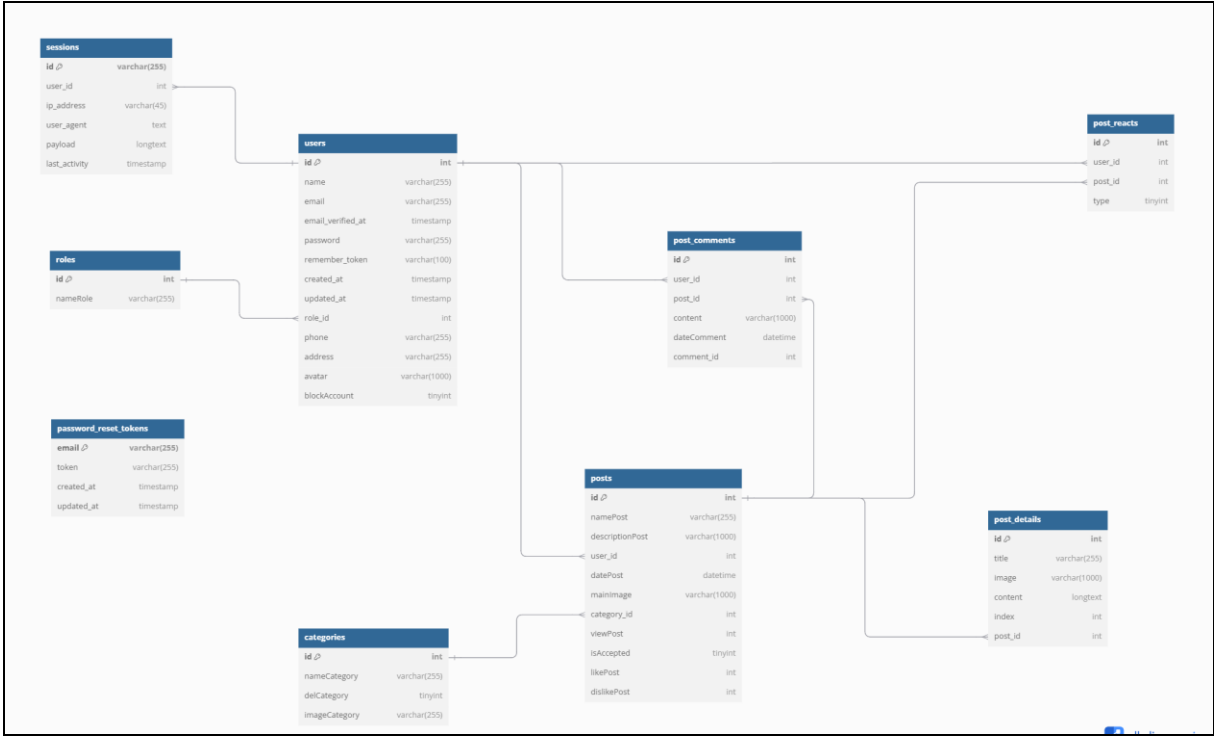 sessions
id varchar(255)
user_id int
ip_address varchar(45)
user_agent text
payload longtext
last_activity timestamp
users
id int
name varchar(255)
email varchar(255)
email_verified_at timestamp
password varchar(255)
remember_token varchar(100)
created_at timestamp
updated_at timestamp
role_id int
phone varchar(255)
address varchar(255)
avatar varchar(1000)
blockAccount tinyint
post_reacts
id int
user_id int
post_id int
type tinyint
roles
id int
nameRole varchar(255)
post_comments
id int
user_id int
post_id int
content varchar(1000)
dateComment datetime
comment_id int
password_reset_tokens
email varchar(255)
token varchar(255)
created_at timestamp
updated_at timestamp
posts
id int
namePost varchar(255)
descriptionPost varchar(1000)
user_id int
datePost datetime
mainImage varchar(1000)
category_id int
viewPost int
isAccepted tinyint
likePost int
dislikePost int
post_details
id int
title varchar(255)
image varchar(1000)
content longtext
index int
post_id int
categories
id int
nameCategory varchar(255)
delCategory tinyint
imageCategory varchar(255)